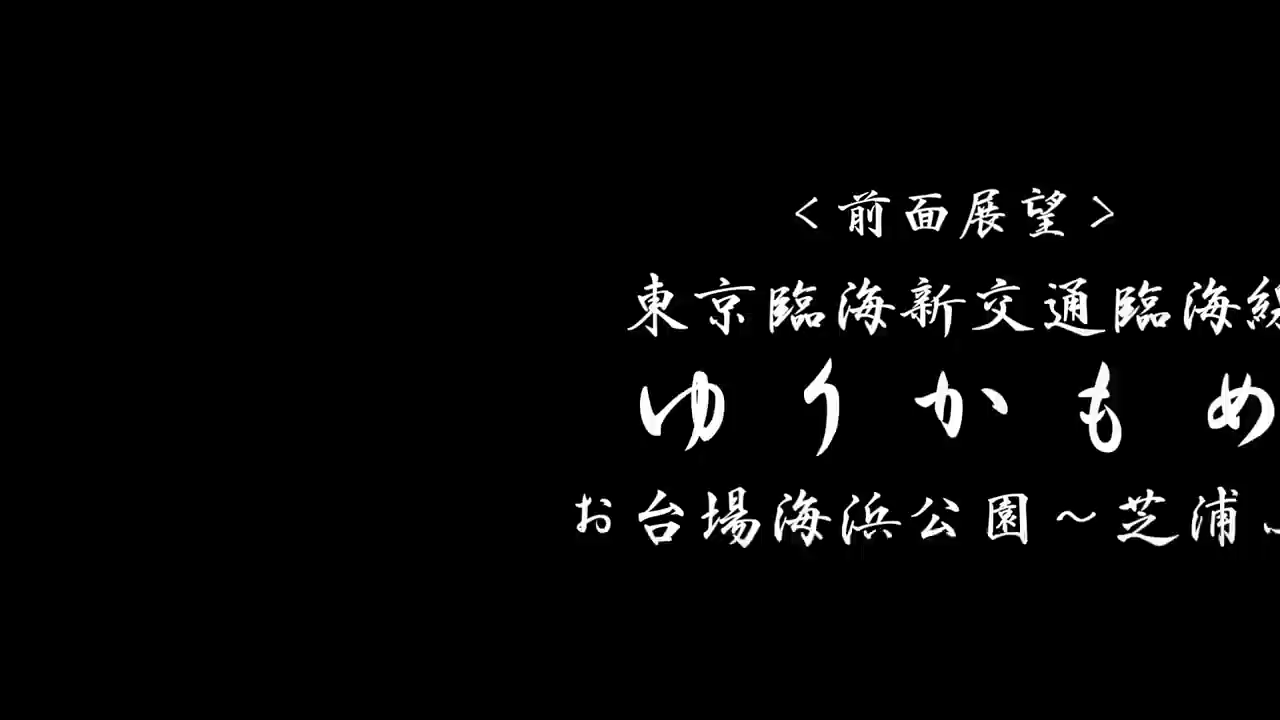 <前面展望>
東京臨海新交通臨海線
ゆりかもめ
お台場海浜公園〜芝浦